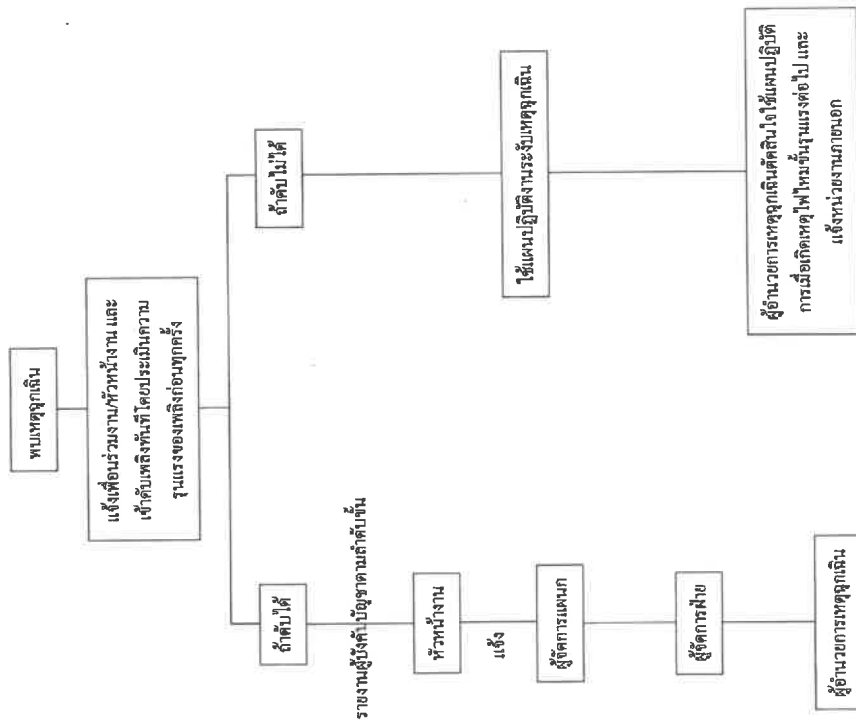 พบเหตุฉุกเฉิน
แจ้งเพื่อนร่วมงาน/หัวหน้างาน และ
เข้าดับเพลิงทันทีโดยประเมินความ
รุนแรงของเพลิงก่อนทุกครั้ง
ถ้าดับได้
รายงานผู้บังคับบัญชาตามลำดับขั้น
หัวหน้างาน
แจ้ง
ผู้จัดการแผนก
ผู้จัดการฝ่าย
ผู้อำนวยการเหตุฉุกเฉิน
ถ้าดับไม่ได้
ใช้แผนปฏิบัติงานระงับเหตุฉุกเฉิน
ผู้อำนวยการเหตุฉุกเฉินตัดสินใจใช้แผนปฏิบัติ
การเมื่อเกิดเหตุไฟไหม้ขั้นรุนแรงต่อไป และ
แจ้งหน่วยงานภายนอก